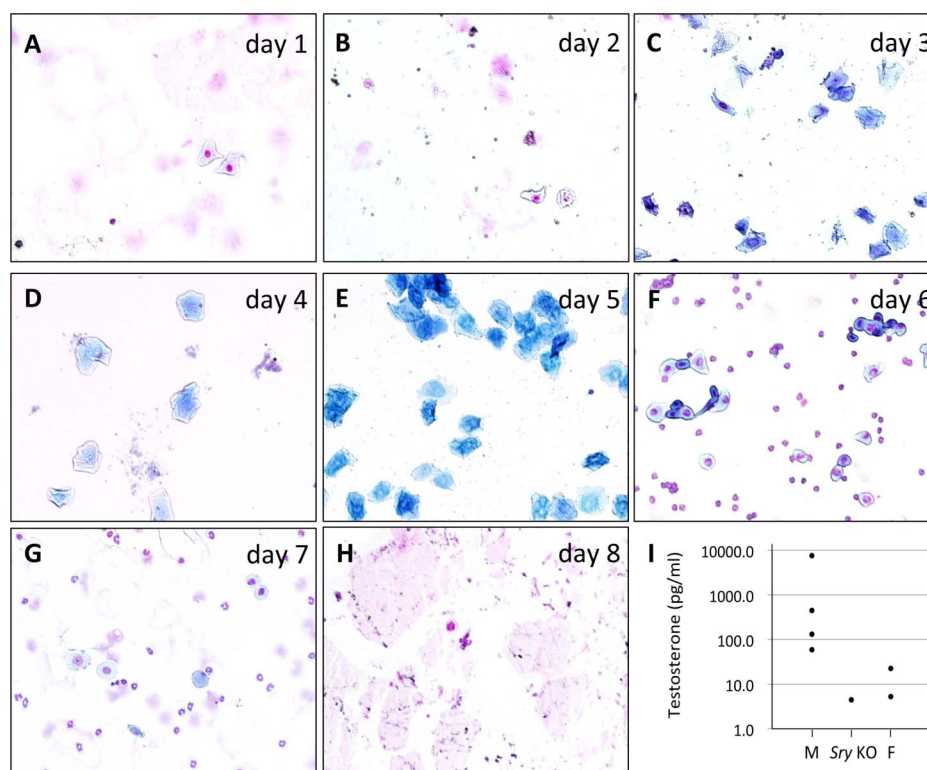 A day 1
B day 2
C day 3
D day 4
E day 5
F day 6
G day 7
H day 8
I
Testosterone (pg/ml)
10000.0
1000.0
100.0
10.0
1.0
M Sry KO F